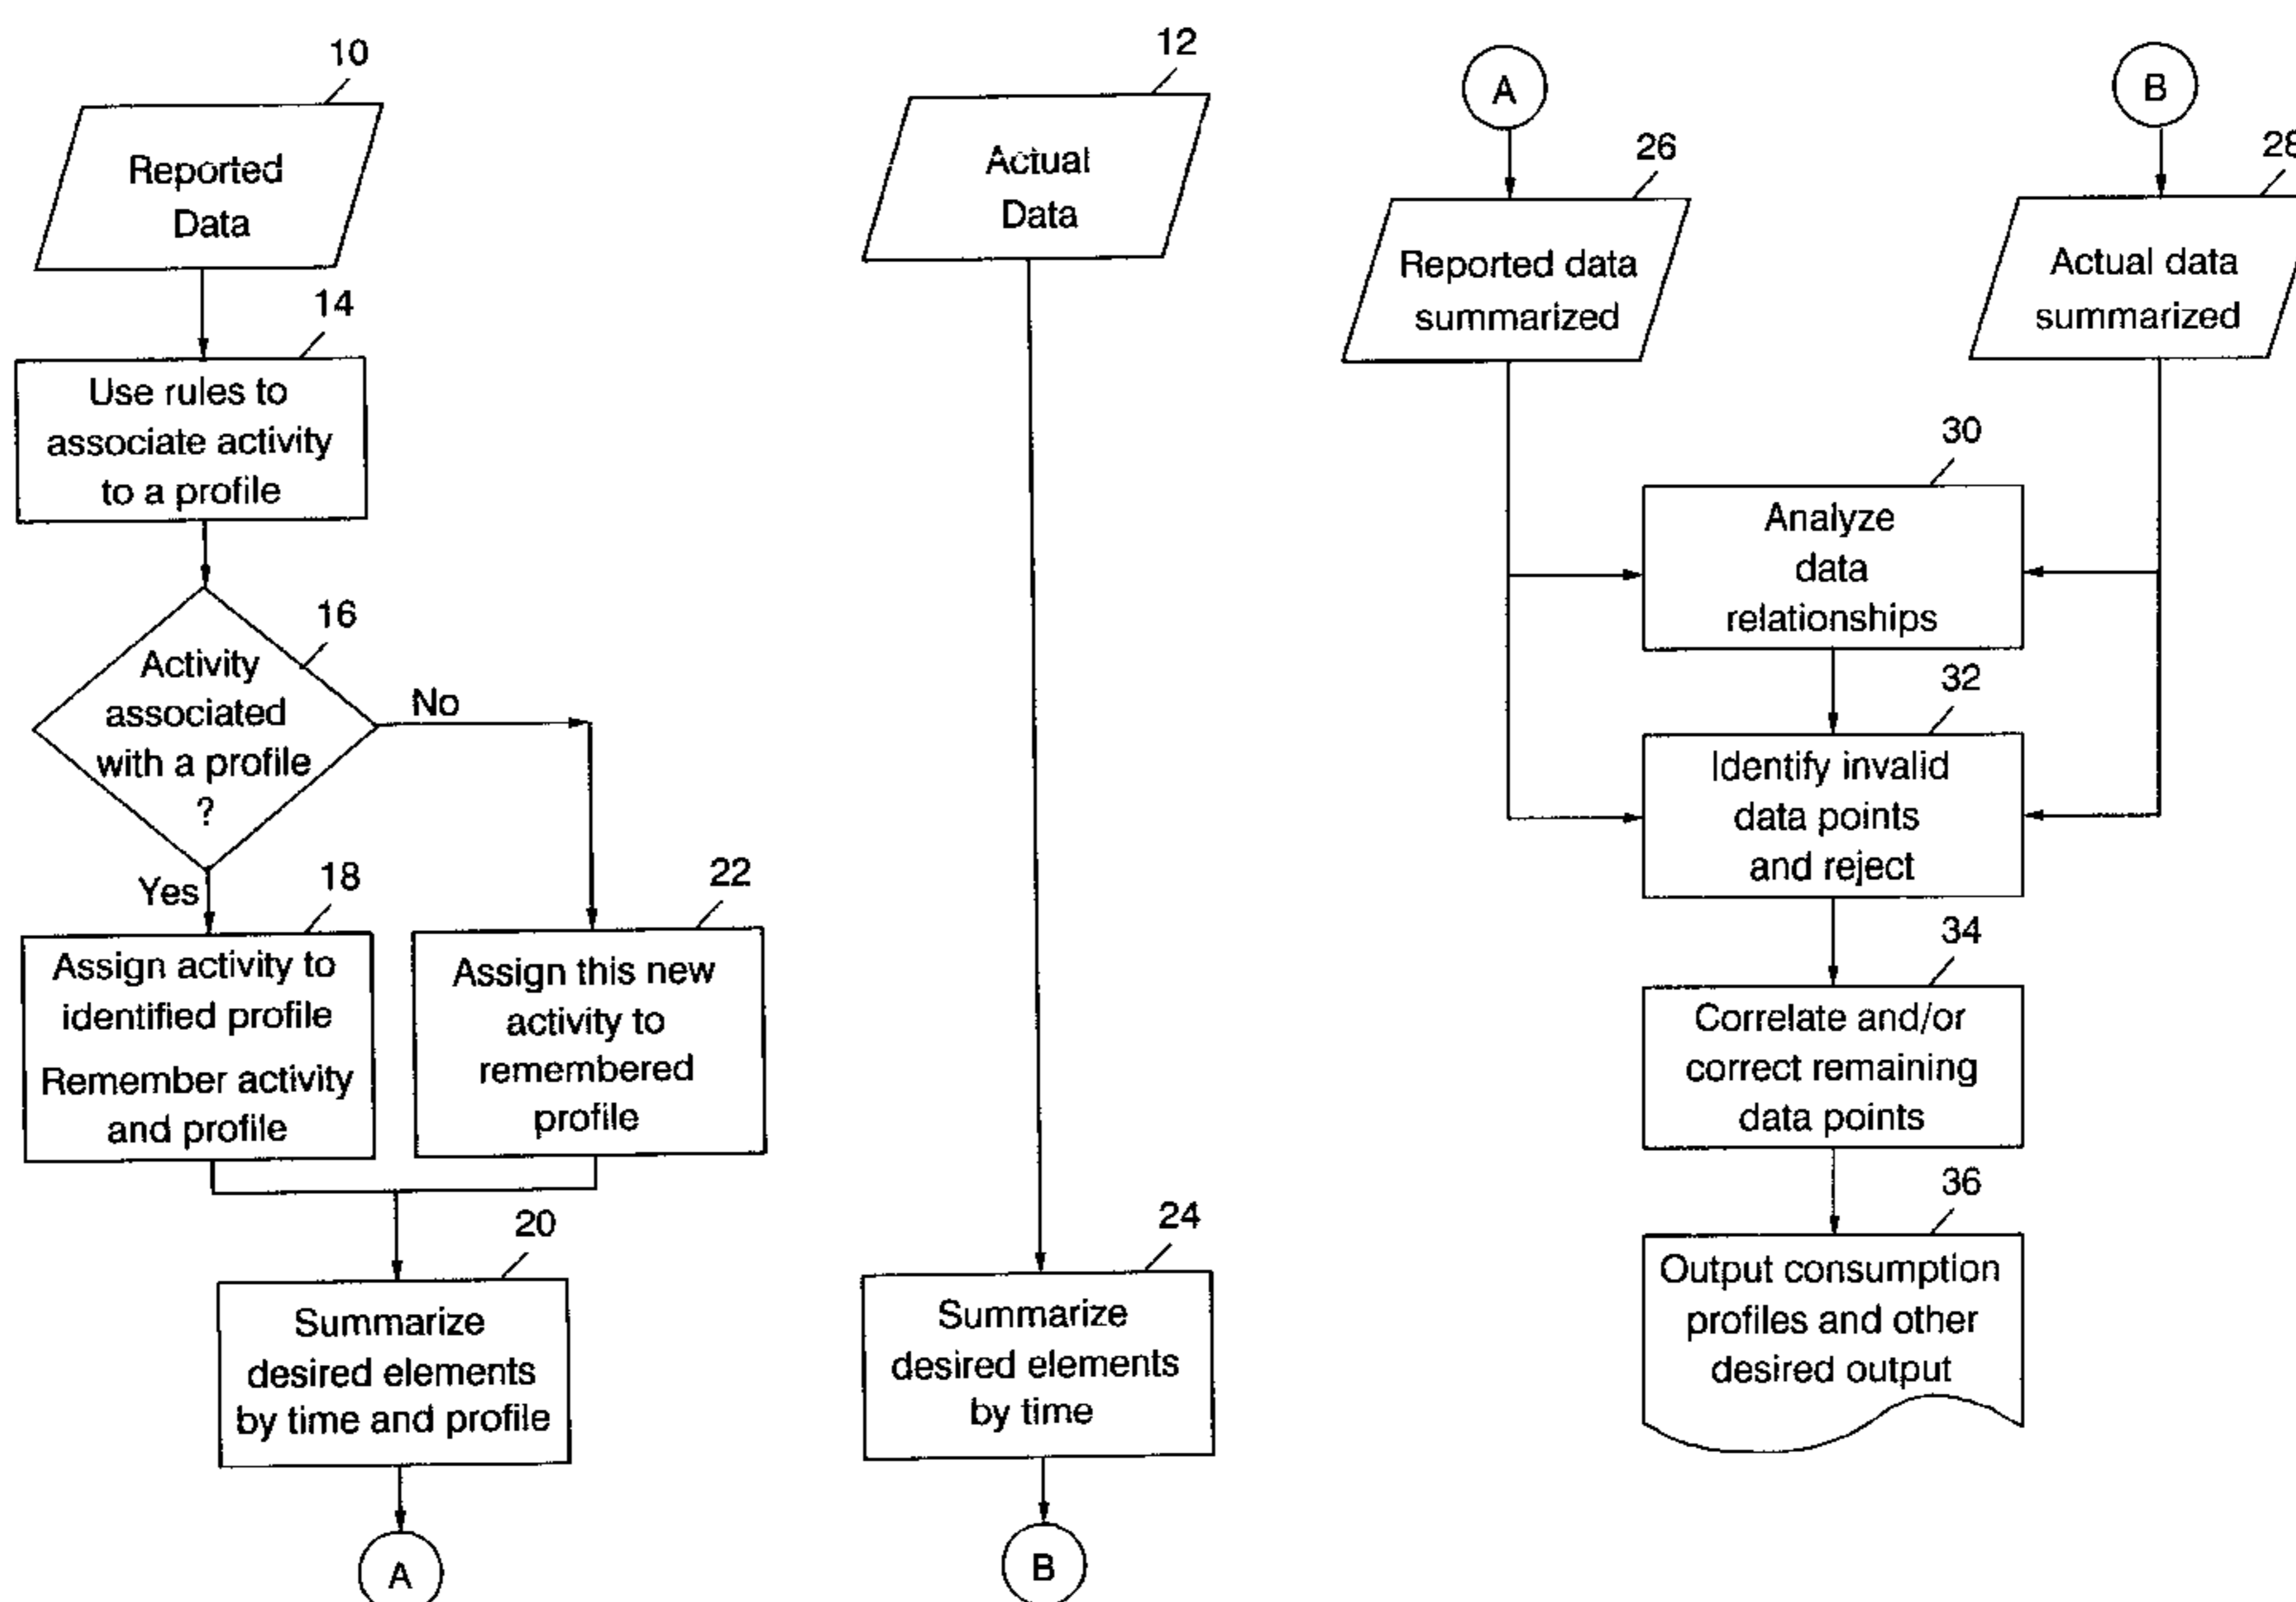 10
Reported
Data
14
Use rules to
associate activity
to a profile
16
Activity
associated
with a profile
?
No
Yes
18
Assign activity to
identified profile
Remember activity
and profile
22
Assign this new
activity to
remembered
profile
20
Summarize
desired elements
by time and profile
A
12
Actual
Data
24
Summarize
desired elements
by time
B
A
26
Reported data
summarized
B
28
Actual data
summarized
30
Analyze
data
relationships
32
Identify invalid
data points
and reject
34
Correlate and/or
correct remaining
data points
36
Output consumption
profiles and other
desired output